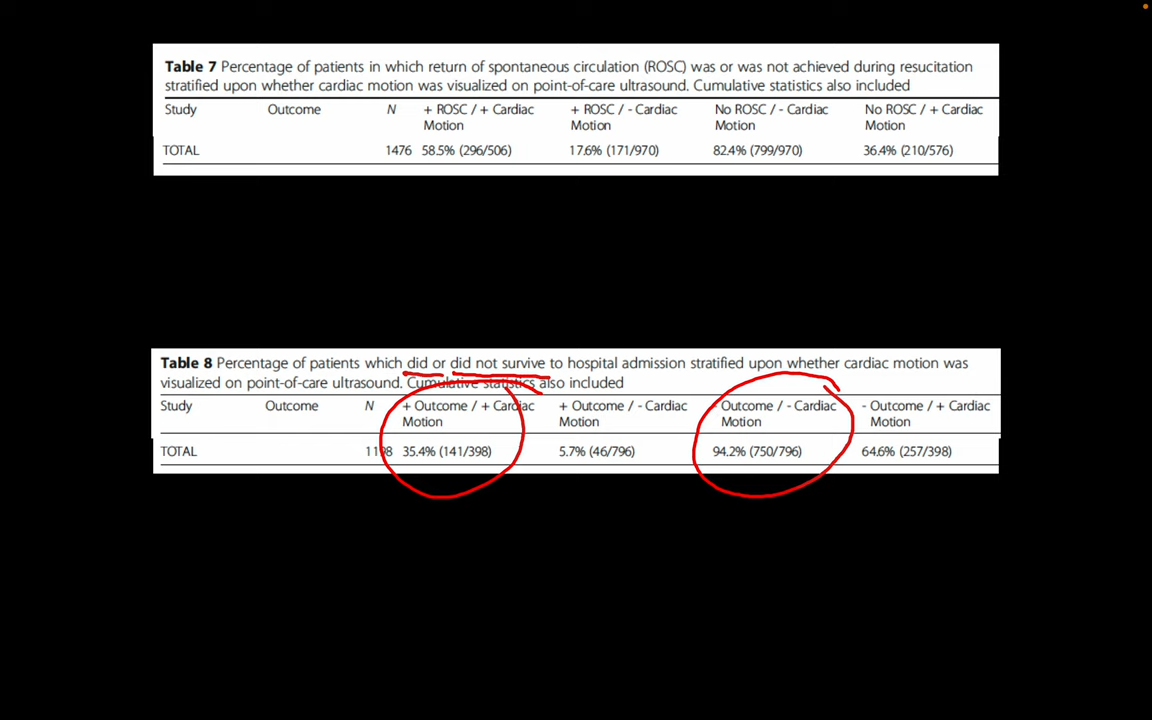 Table 7 Percentage of patients in which return of spontaneous circulation (ROSC) was or was not achieved during resucitation
stratified upon whether cardiac motion was visualized on point-of-care ultrasound. Cumulative statistics also included
Study Outcome N + ROSC / + Cardiac Motion + ROSC / - Cardiac Motion No ROSC / - Cardiac Motion No ROSC / + Cardiac Motion
TOTAL 1476 58.5% (296/506) 17.6% (171/970) 82.4% (799/970) 36.4% (210/576)
Table 8 Percentage of patients which did or did not survive to hospital admission stratified upon whether cardiac motion was
visualized on point-of-care ultrasound. Cumulative statistics also included
Study Outcome N + Outcome / + Cardiac Motion + Outcome / - Cardiac Motion Outcome / - Cardiac Motion - Outcome / + Cardiac Motion
TOTAL 35.4% (141/398) 5.7% (46/796) 94.2% (750/796) 64.6% (257/398)